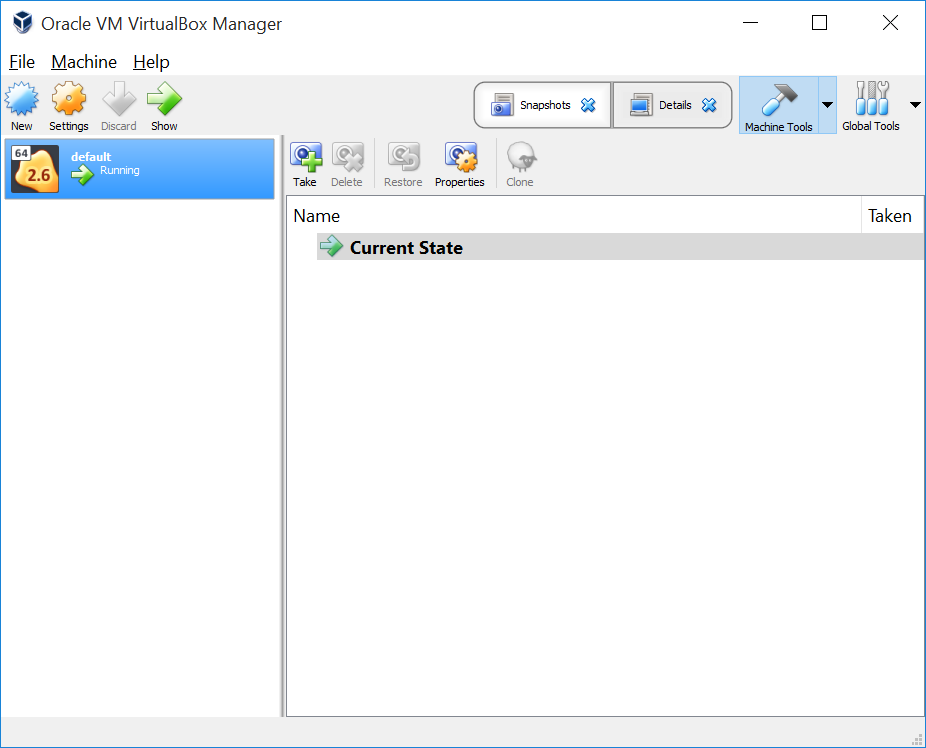 Oracle VM VirtualBox Manager
File Machine Help
New Settings Discard Show
Snapshots Details Machine Tools Global Tools
64
2.6
default
Running
Take Delete Restore Properties Clone
Name Taken
Current State